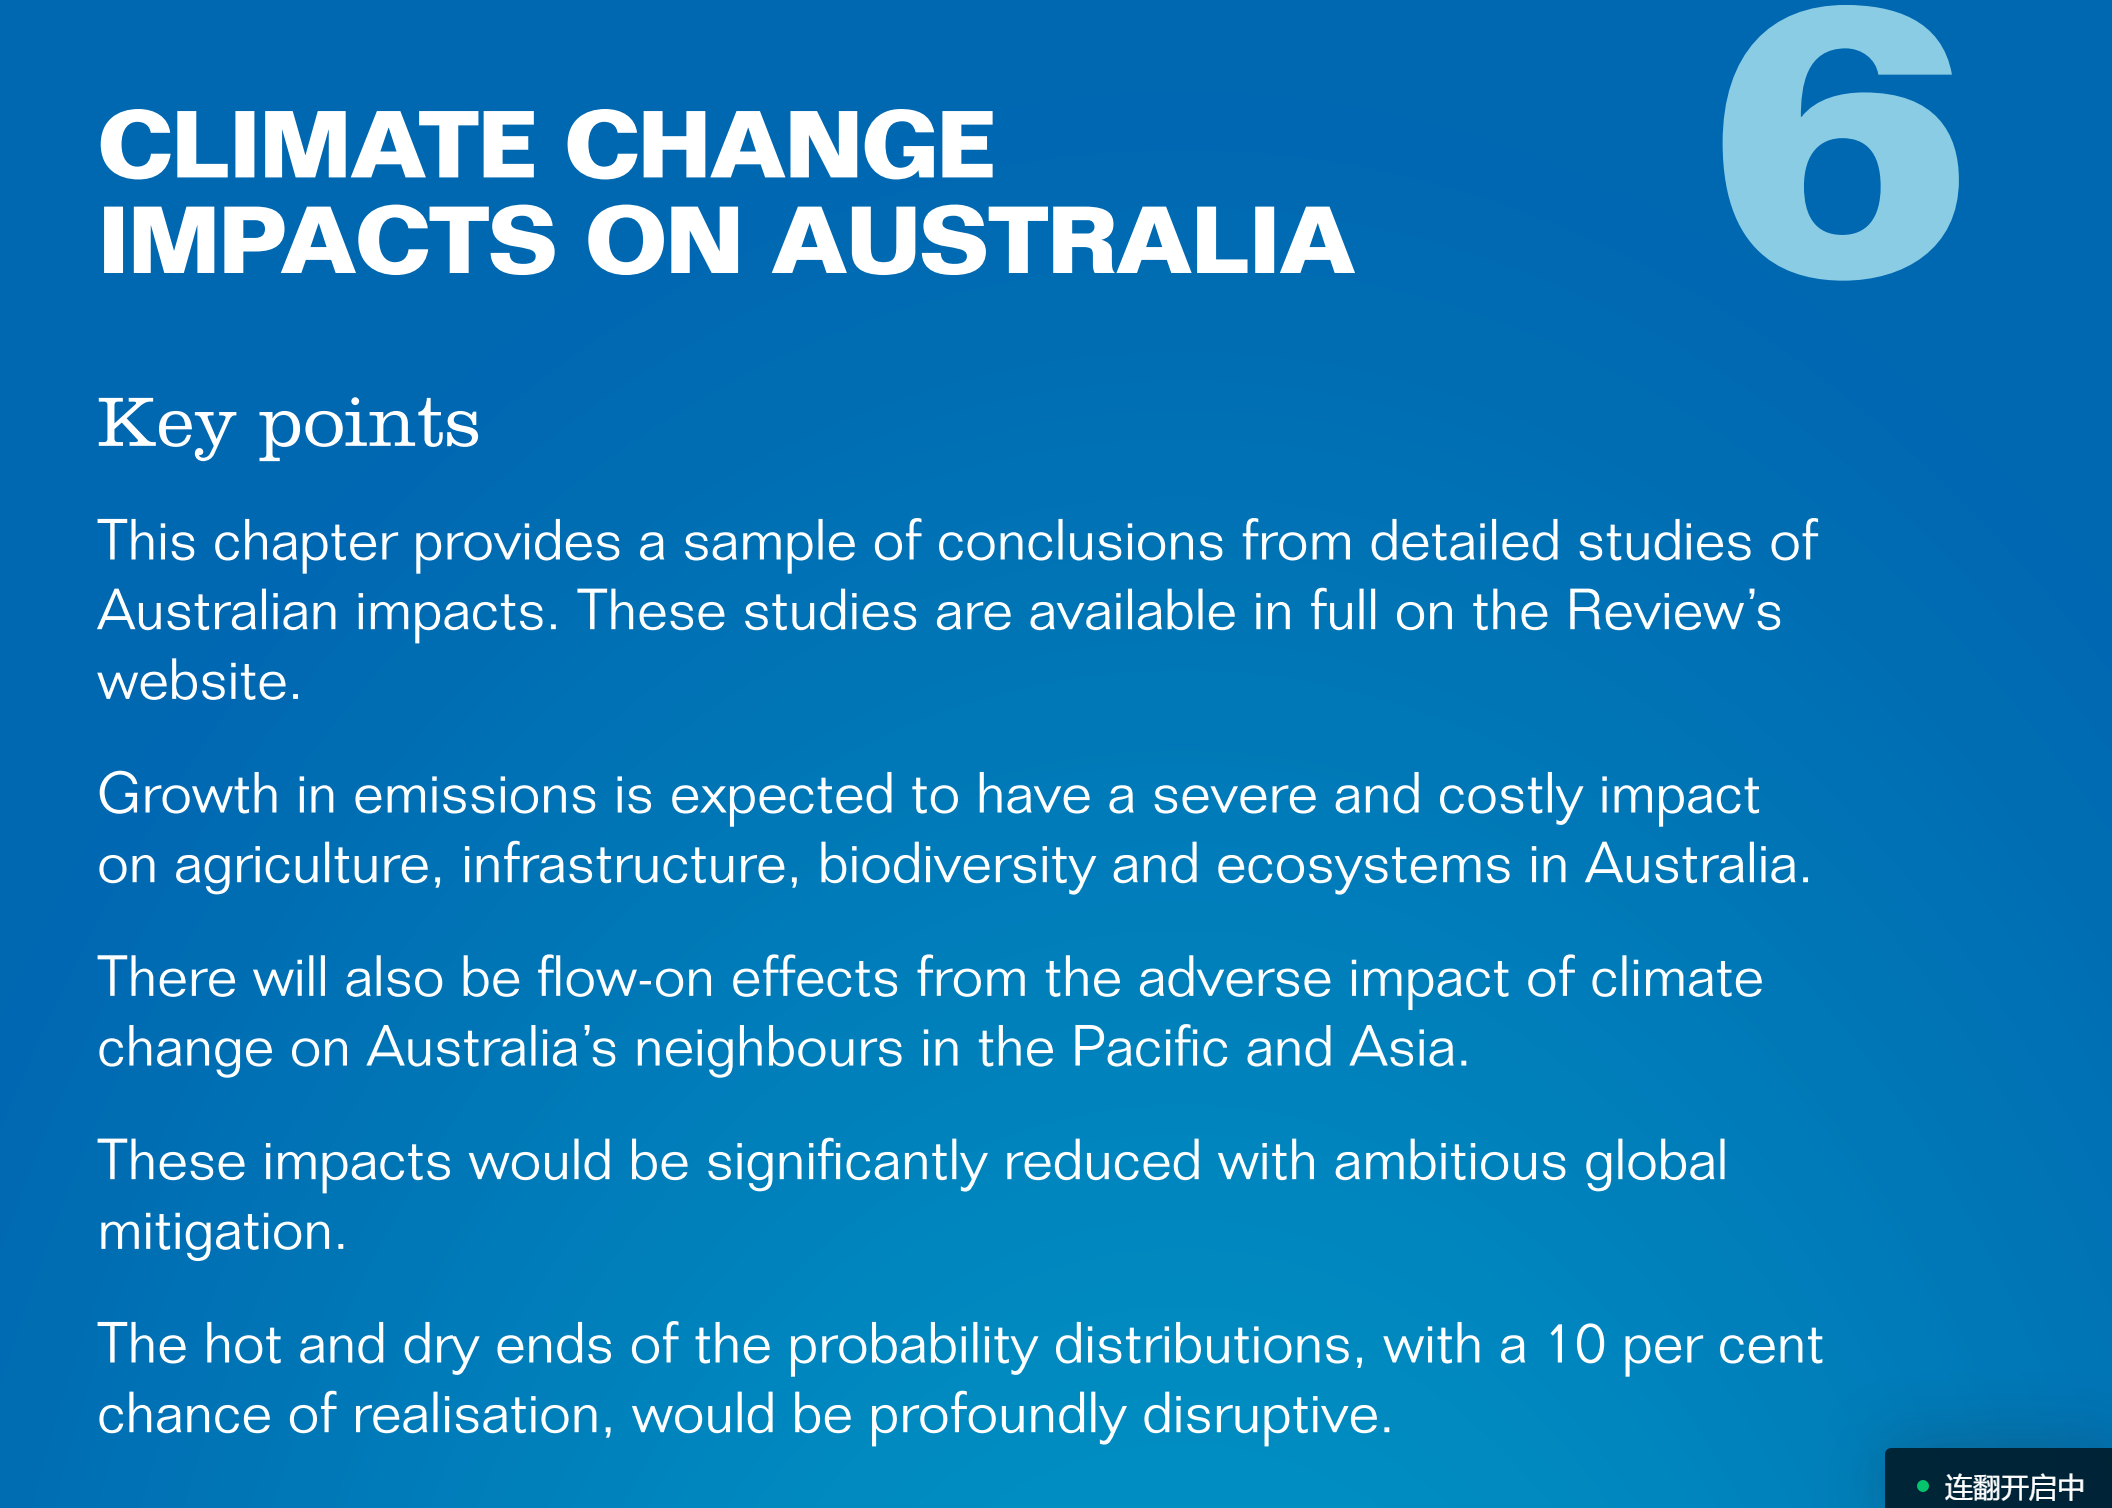 6
CLIMATE CHANGE
IMPACTS ON AUSTRALIA
Key points
This chapter provides a sample of conclusions from detailed studies of
Australian impacts. These studies are available in full on the Review’s
website.
Growth in emissions is expected to have a severe and costly impact
on agriculture, infrastructure, biodiversity and ecosystems in Australia.
There will also be flow-on effects from the adverse impact of climate
change on Australia’s neighbours in the Pacific and Asia.
These impacts would be significantly reduced with ambitious global
mitigation.
The hot and dry ends of the probability distributions, with a 10 per cent
chance of realisation, would be profoundly disruptive.
连翻开启中